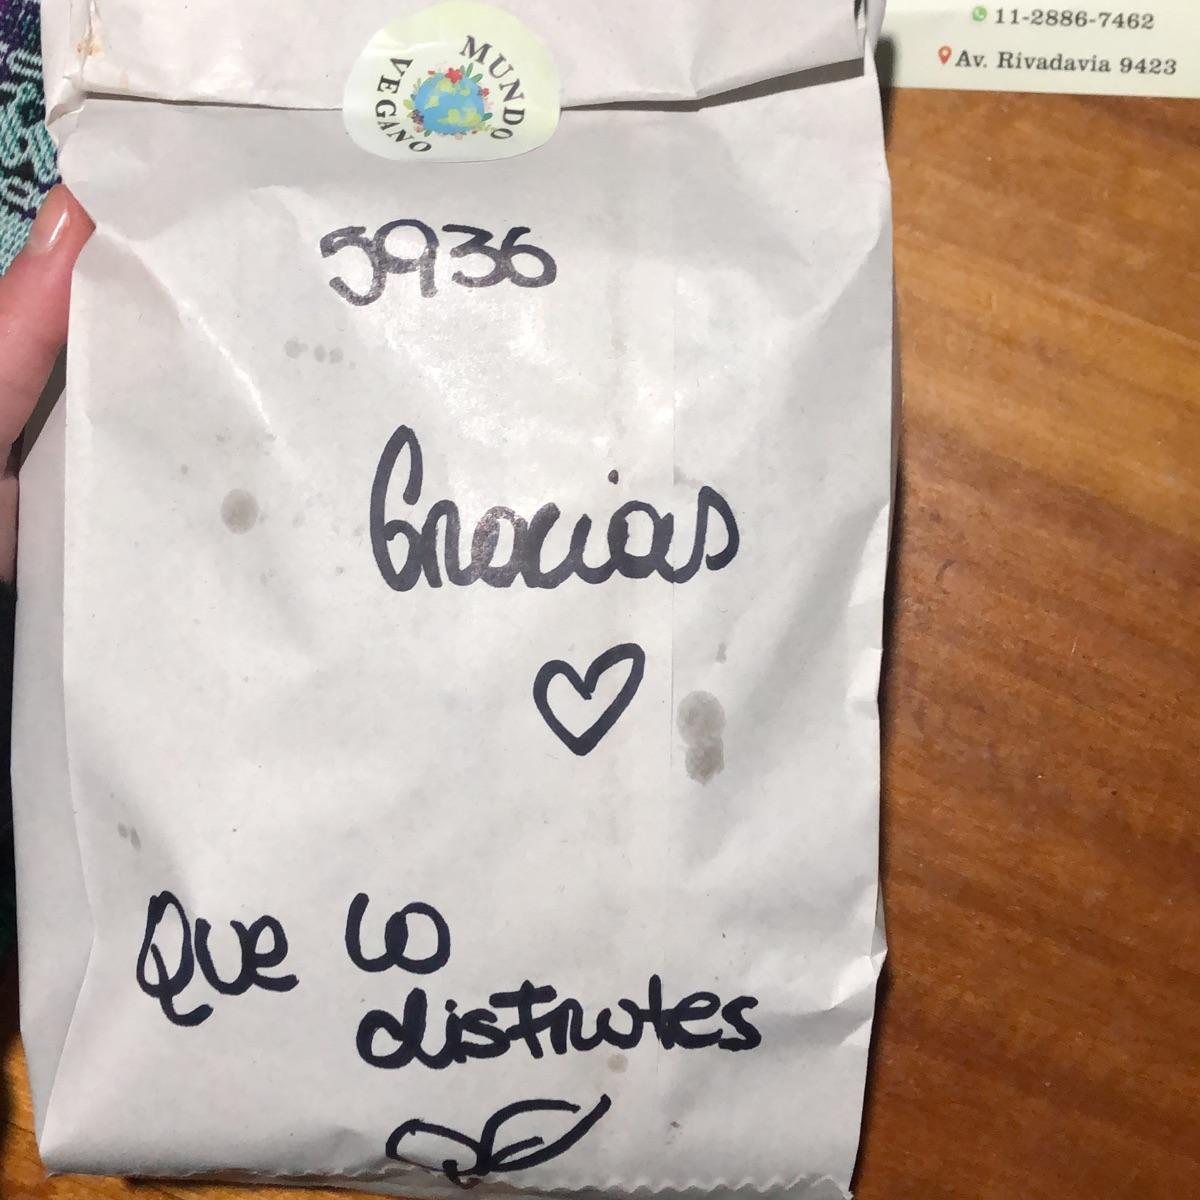 11-2886-7462
Av. Rivadavia 9423
MUNDO
VEGANO
5936
Gracias
Que lo
disfrutes